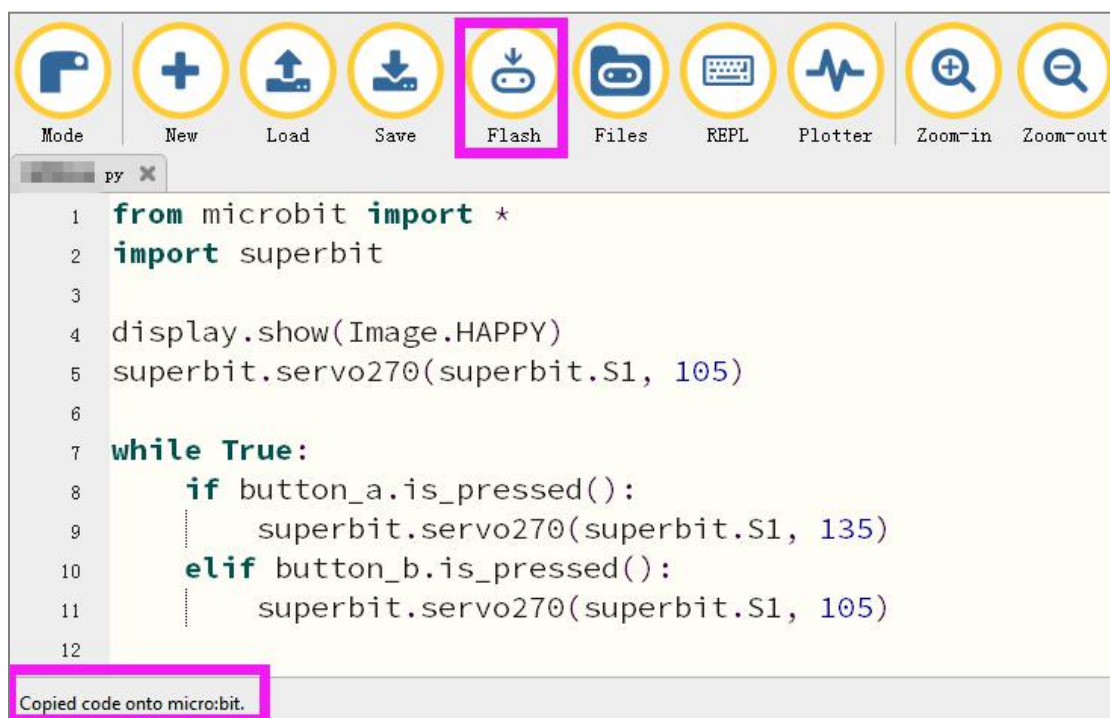 Mode New Load Save Flash Files REPL Plotter Zoom-in Zoom-out
py
1 from microbit import *
2 import superbit
3
4 display.show(Image.HAPPY)
5 superbit.servo270(superbit.S1, 105)
6
7 while True:
8     if button_a.is_pressed():
9         superbit.servo270(superbit.S1, 135)
10     elif button_b.is_pressed():
11         superbit.servo270(superbit.S1, 105)
12
Copied code onto micro:bit.